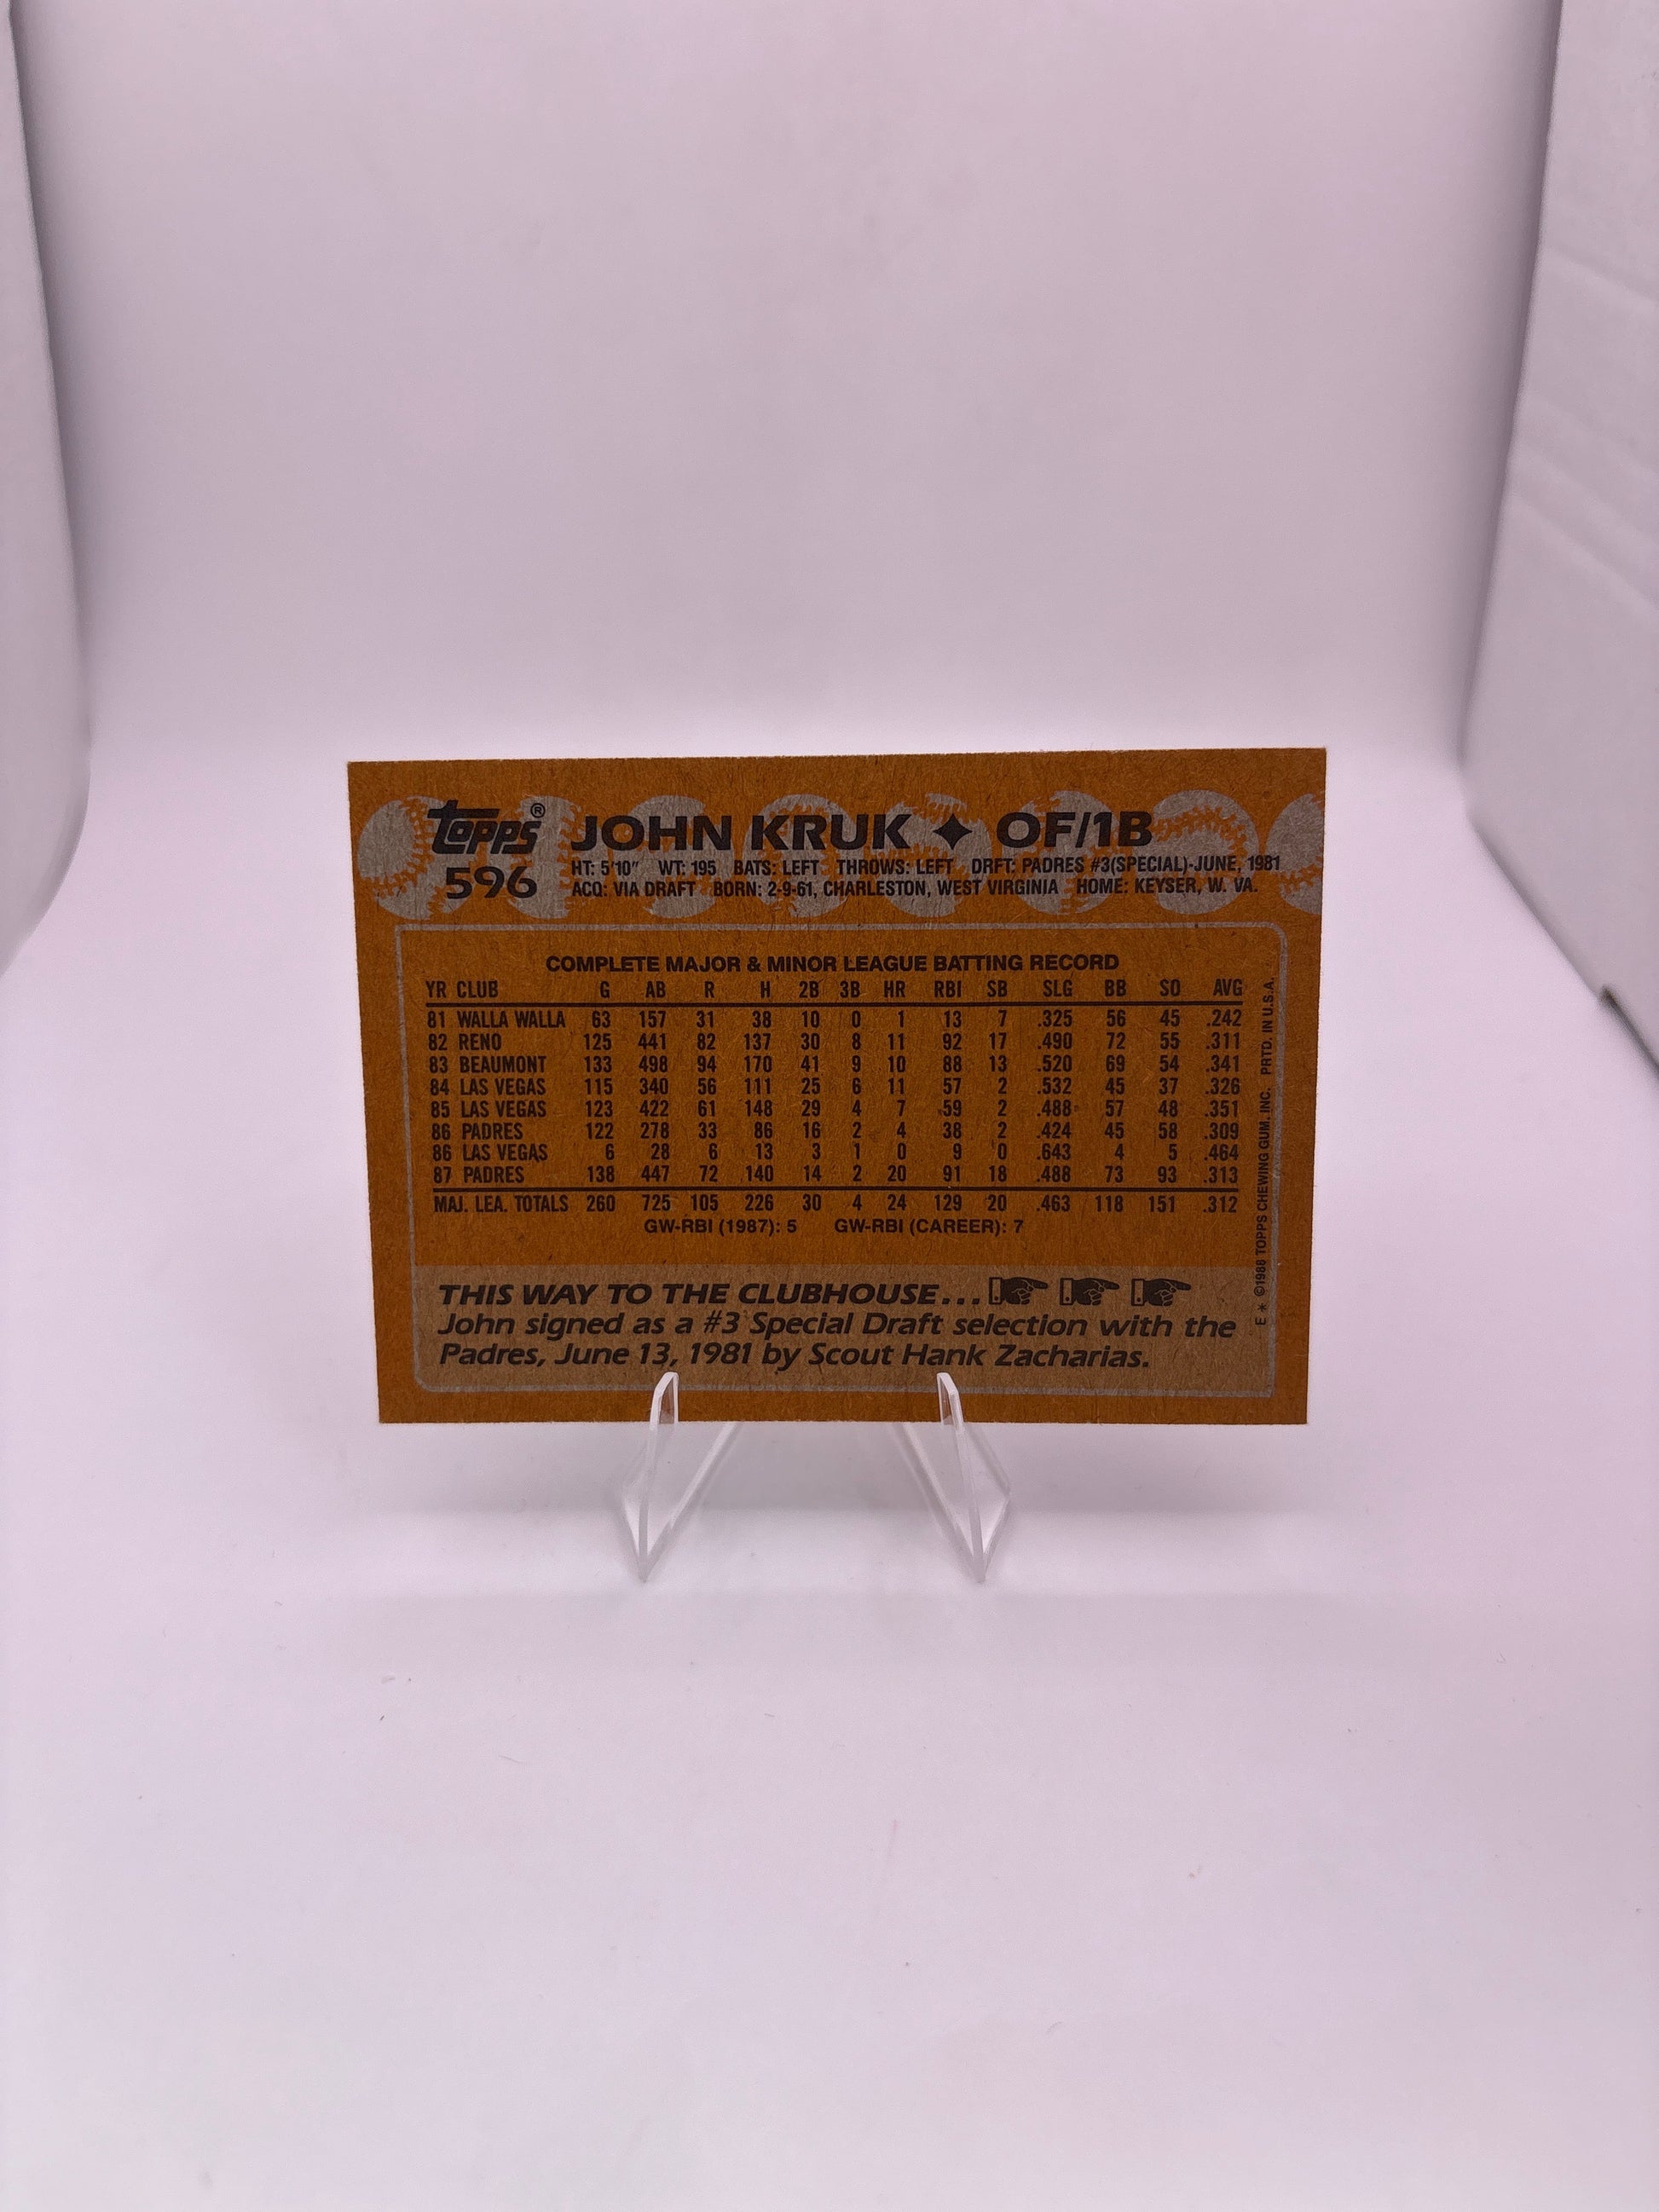 Topps® JOHN KRUK ✦ OF/1B
596 HT: 5'10" WT: 195 BATS: LEFT THROWS: LEFT DRFT: PADRES #3(SPECIAL)-JUNE, 1981
ACQ: VIA DRAFT BORN: 2-9-61, CHARLESTON, WEST VIRGINIA HOME: KEYSER, W. VA.
COMPLETE MAJOR & MINOR LEAGUE BATTING RECORD
YR CLUB G AB R H 2B 3B HR RBI SB SLG BB SO AVG
81 WALLA WALLA 63 157 31 38 10 0 1 13 7 .325 56 45 .242
82 RENO 125 441 82 137 30 8 11 92 17 .490 72 55 .311
83 BEAUMONT 133 498 94 170 41 9 10 88 13 .520 69 54 .341
84 LAS VEGAS 115 340 56 111 25 6 11 57 2 .532 45 37 .326
85 LAS VEGAS 123 422 61 148 29 4 7 59 2 .488 57 48 .351
86 PADRES 122 278 33 86 16 2 4 38 2 .424 45 58 .309
86 LAS VEGAS 6 28 6 13 3 1 0 9 0 .643 4 5 .464
87 PADRES 138 447 72 140 14 2 20 91 18 .488 73 93 .313
MAJ. LEA. TOTALS 260 725 105 226 30 4 24 129 20 .463 118 151 .312
GW-RBI (1987): 5 GW-RBI (CAREER): 7
THIS WAY TO THE CLUBHOUSE...
John signed as a #3 Special Draft selection with the
Padres, June 13, 1981 by Scout Hank Zacharias.
E * ©1988 TOPPS CHEWING GUM, INC. PRTD. IN U.S.A.